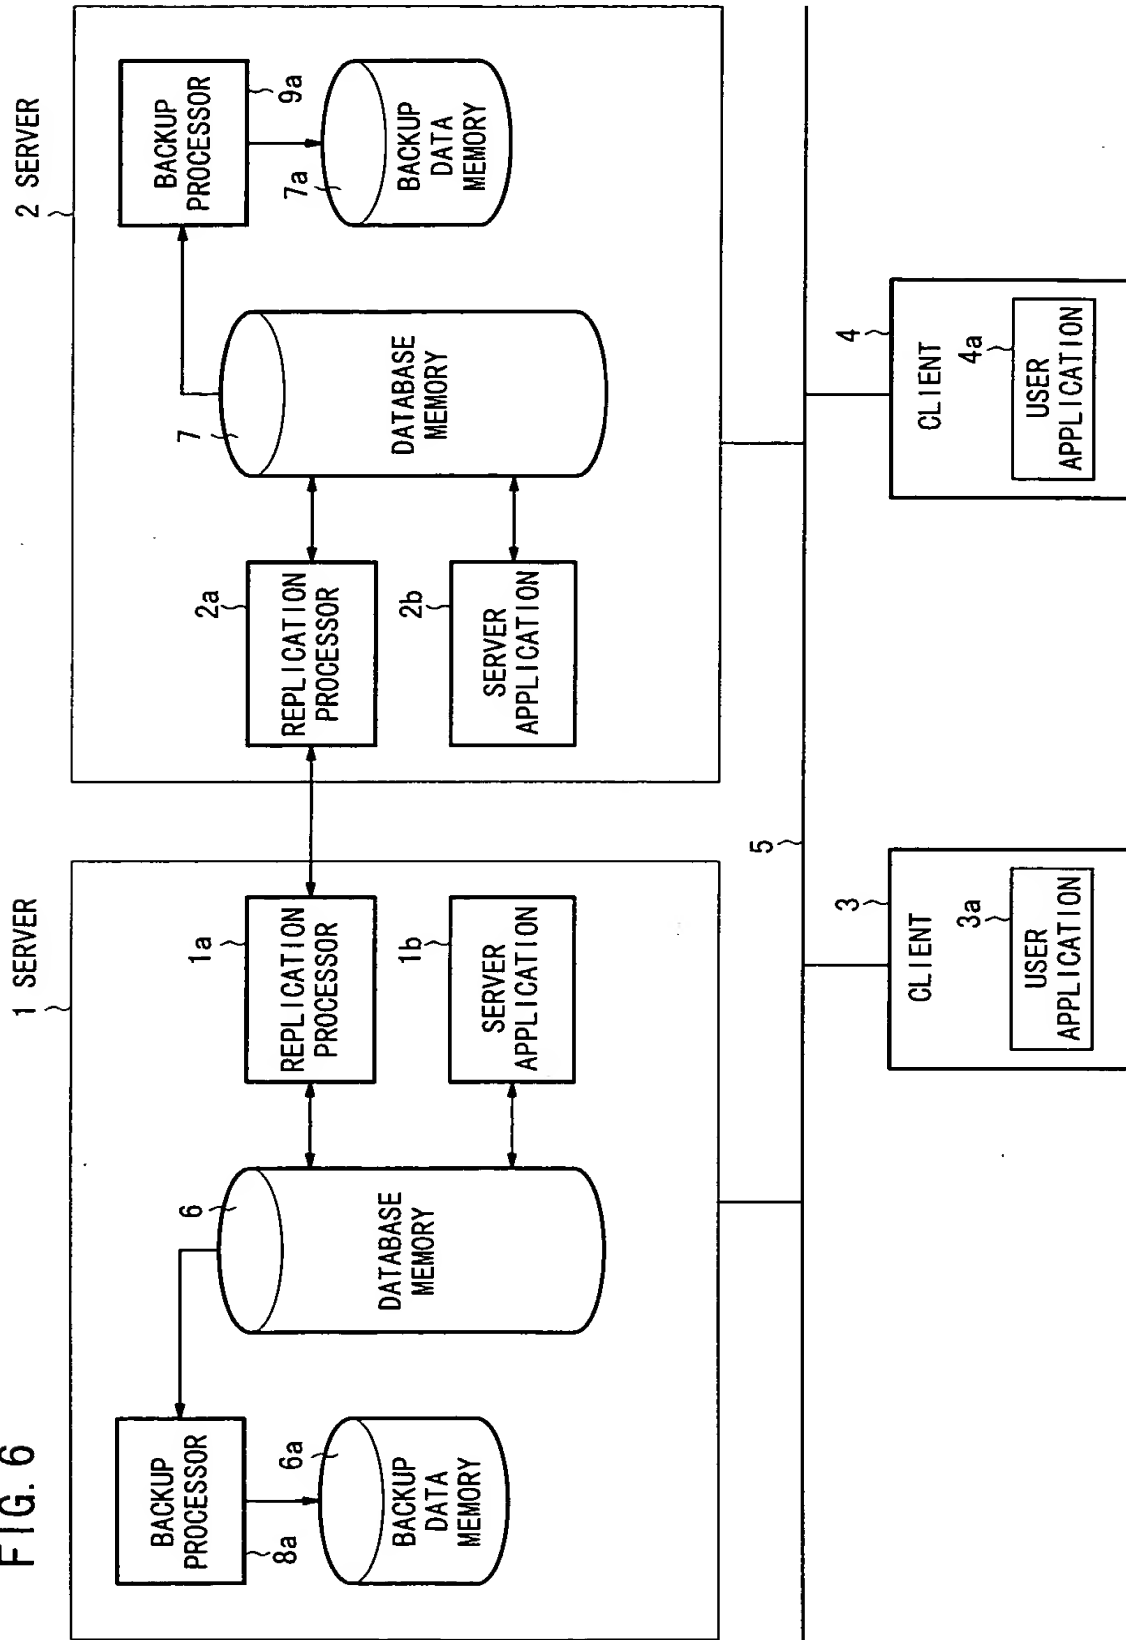 FIG. 6
1 SERVER
BACKUP
PROCESSOR
8a
6a
BACKUP
DATA
MEMORY
6
DATABASE
MEMORY
1a
REPLICATION
PROCESSOR
1b
SERVER
APPLICATION
2 SERVER
2a
REPLICATION
PROCESSOR
2b
SERVER
APPLICATION
7
DATABASE
MEMORY
BACKUP
PROCESSOR
9a
7a
BACKUP
DATA
MEMORY
5
3
CLIENT
3a
USER
APPLICATION
4
CLIENT
4a
USER
APPLICATION